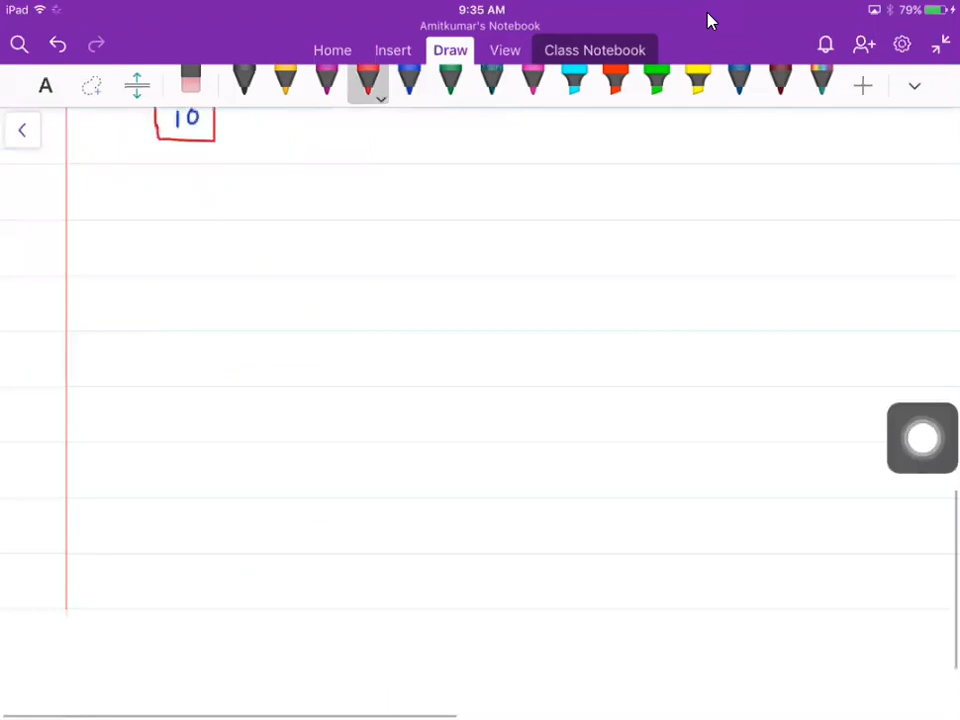 iPad 9:35 AM 79%
Amitkumar's Notebook
Home Insert Draw View Class Notebook
A
10